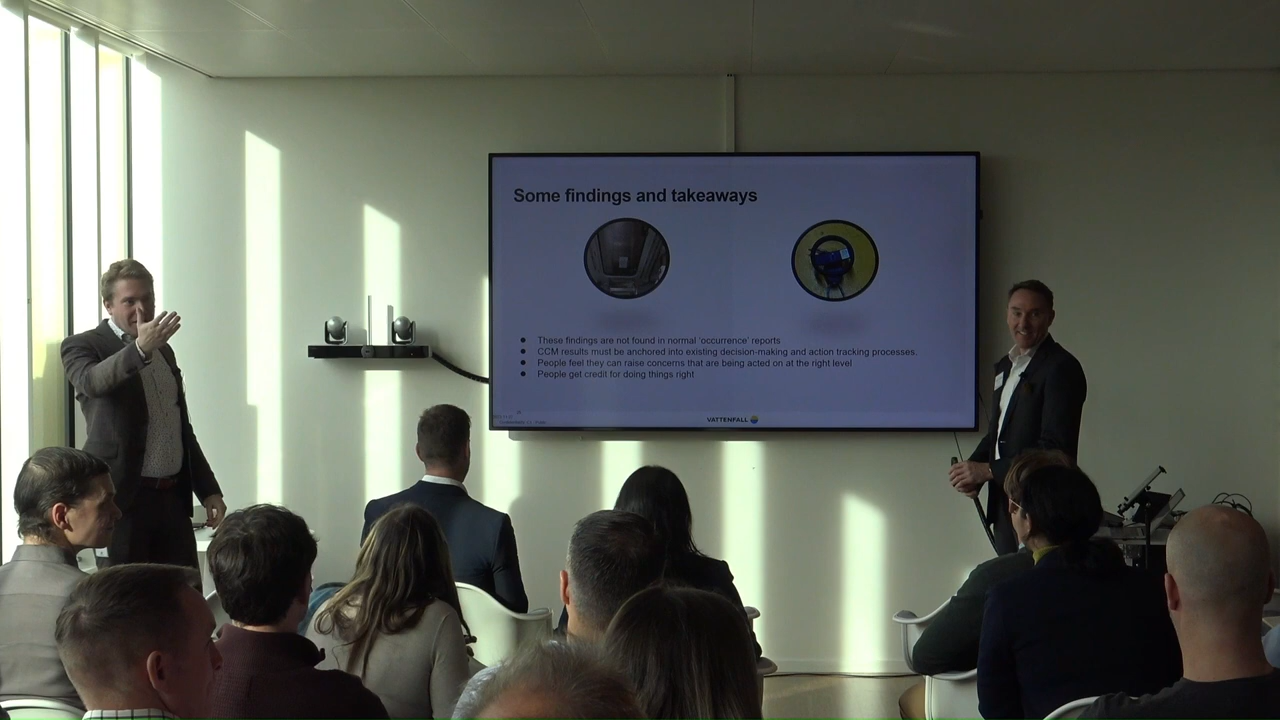 Some findings and takeaways
These findings are not found in normal 'occurrence' reports
CCM results must be anchored into existing decision-making and action tracking processes.
People feel they can raise concerns that are being acted on at the right level
People get credit for doing things right
VATTENFALL